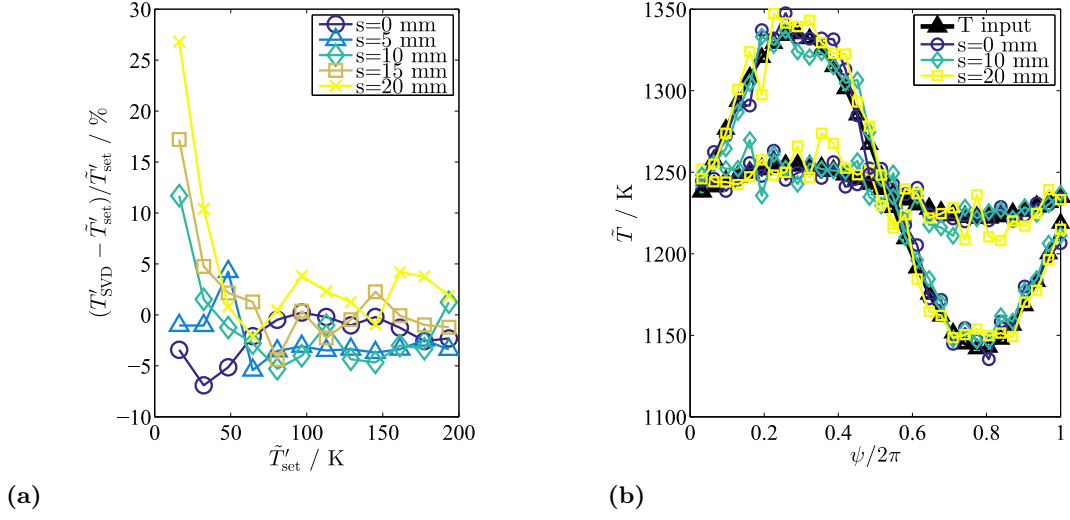 30
25
20
15
10
5
0
−5
−10
0
50
100
150
200
(T̃′SVD − T̃′set)/T̃′set / %
T̃′set / K
s=0 mm
s=5 mm
s=10 mm
s=15 mm
s=20 mm
(a)
1350
1300
1250
1200
1150
1100
0
0.2
0.4
0.6
0.8
1
T̃ / K
ψ/2π
T input
s=0 mm
s=10 mm
s=20 mm
(b)